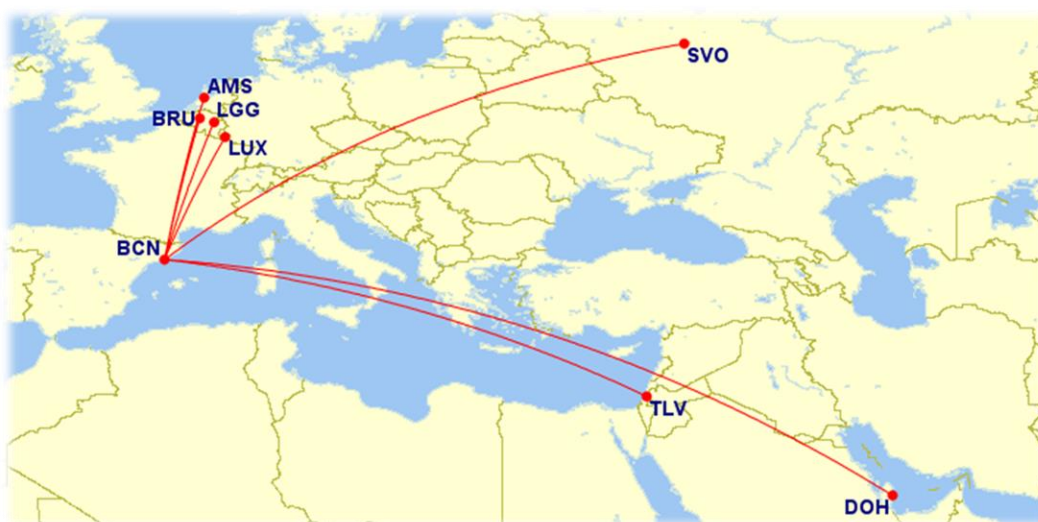 SVO
AMS
BRU
LGG
LUX
BCN
TLV
DOH